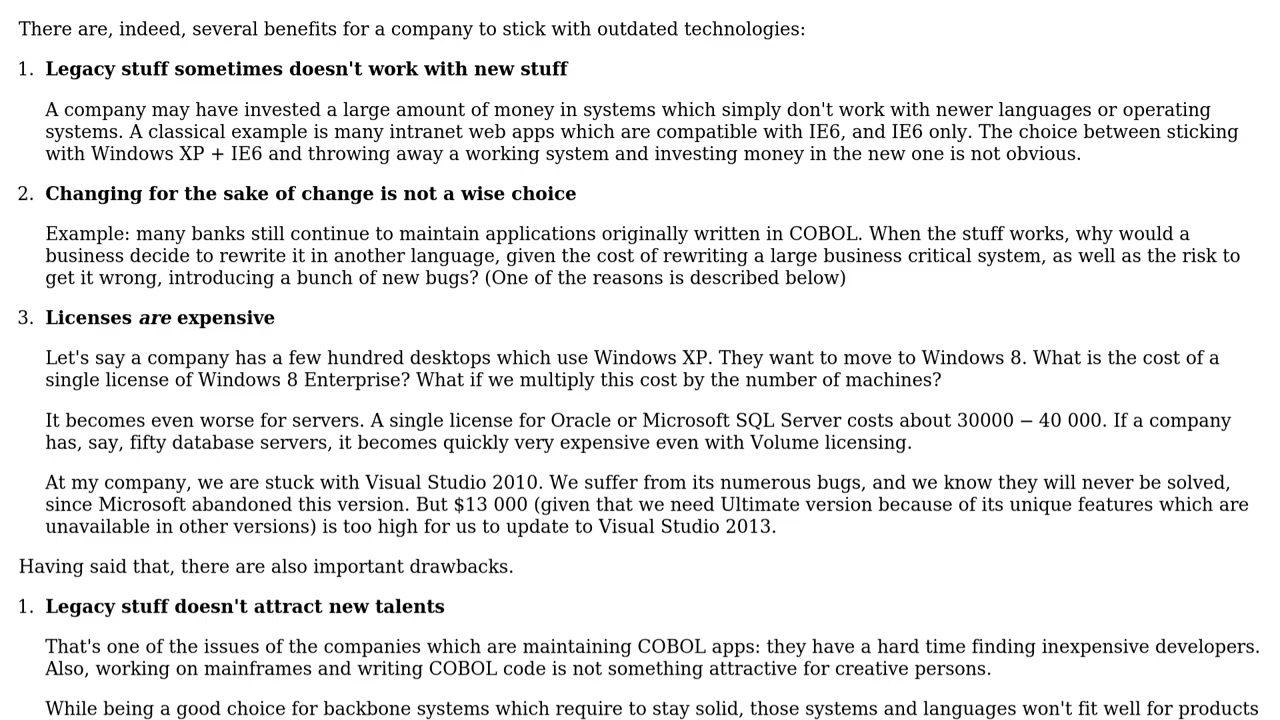 There are, indeed, several benefits for a company to stick with outdated technologies:
1. Legacy stuff sometimes doesn't work with new stuff
A company may have invested a large amount of money in systems which simply don't work with newer languages or operating
systems. A classical example is many intranet web apps which are compatible with IE6, and IE6 only. The choice between sticking
with Windows XP + IE6 and throwing away a working system and investing money in the new one is not obvious.
2. Changing for the sake of change is not a wise choice
Example: many banks still continue to maintain applications originally written in COBOL. When the stuff works, why would a
business decide to rewrite it in another language, given the cost of rewriting a large business critical system, as well as the risk to
get it wrong, introducing a bunch of new bugs? (One of the reasons is described below)
3. Licenses are expensive
Let's say a company has a few hundred desktops which use Windows XP. They want to move to Windows 8. What is the cost of a
single license of Windows 8 Enterprise? What if we multiply this cost by the number of machines?
It becomes even worse for servers. A single license for Oracle or Microsoft SQL Server costs about 30000 − 40 000. If a company
has, say, fifty database servers, it becomes quickly very expensive even with Volume licensing.
At my company, we are stuck with Visual Studio 2010. We suffer from its numerous bugs, and we know they will never be solved,
since Microsoft abandoned this version. But $13 000 (given that we need Ultimate version because of its unique features which are
unavailable in other versions) is too high for us to update to Visual Studio 2013.
Having said that, there are also important drawbacks.
1. Legacy stuff doesn't attract new talents
That's one of the issues of the companies which are maintaining COBOL apps: they have a hard time finding inexpensive developers.
Also, working on mainframes and writing COBOL code is not something attractive for creative persons.
While being a good choice for backbone systems which require to stay solid, those systems and languages won't fit well for products